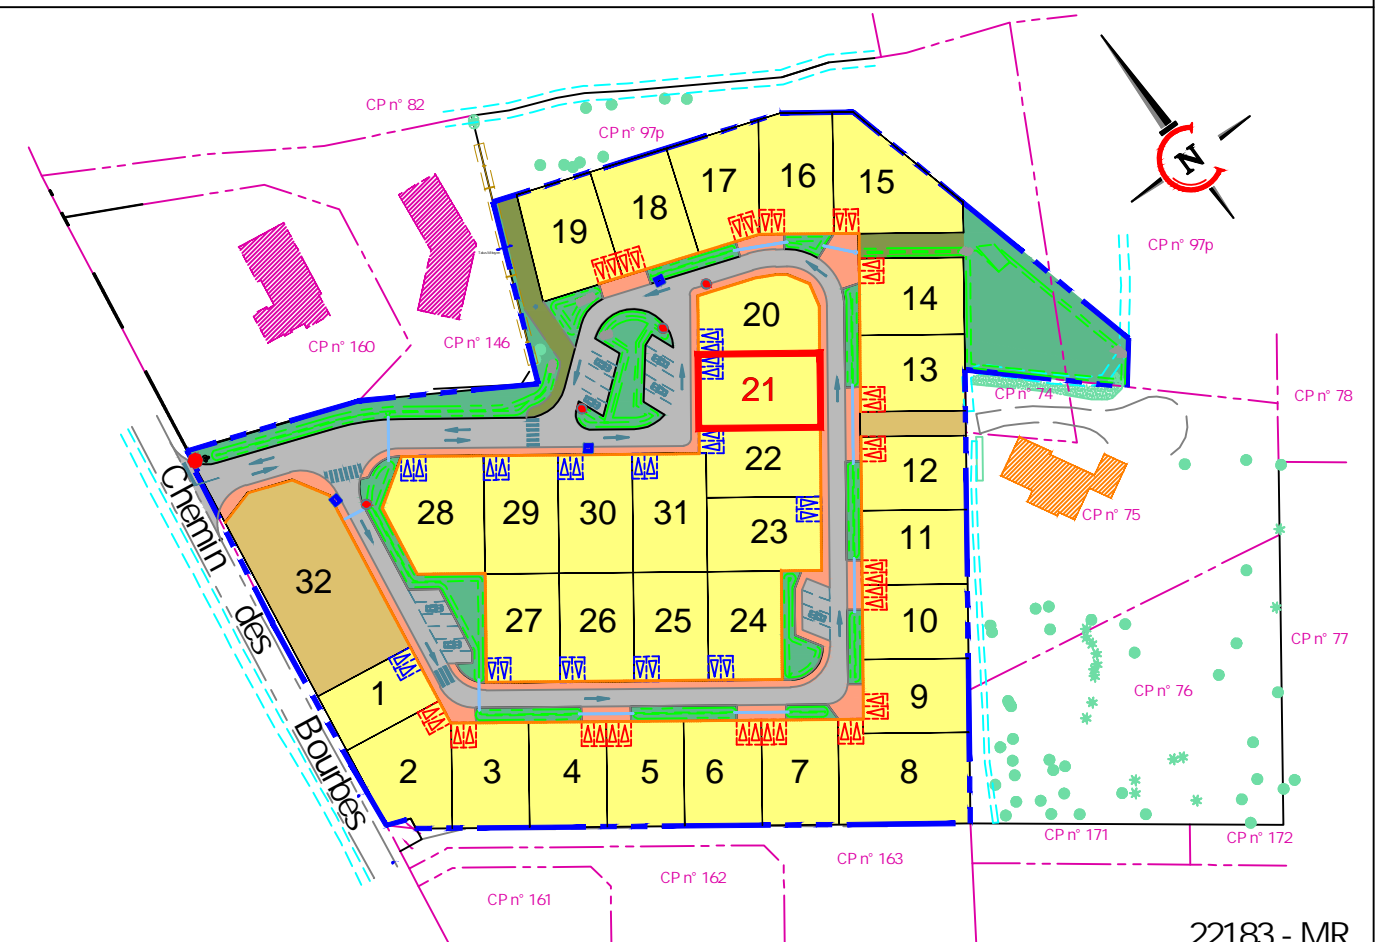 CP n° 82
CP n° 97p
N
CP n° 97p
17
16
15
18
19
14
20
CP n° 160
CP n° 146
13
21
CP n° 74
CP n° 78
22
12
28
29
30
31
CP n° 75
23
11
32
27
26
25
24
10
CP n° 77
1
9
CP n° 76
Chemin
des
Bourbes
2
3
4
5
6
7
8
CP n° 171
CP n° 172
CP n° 163
CP n° 162
CP n° 161
22183 - MR